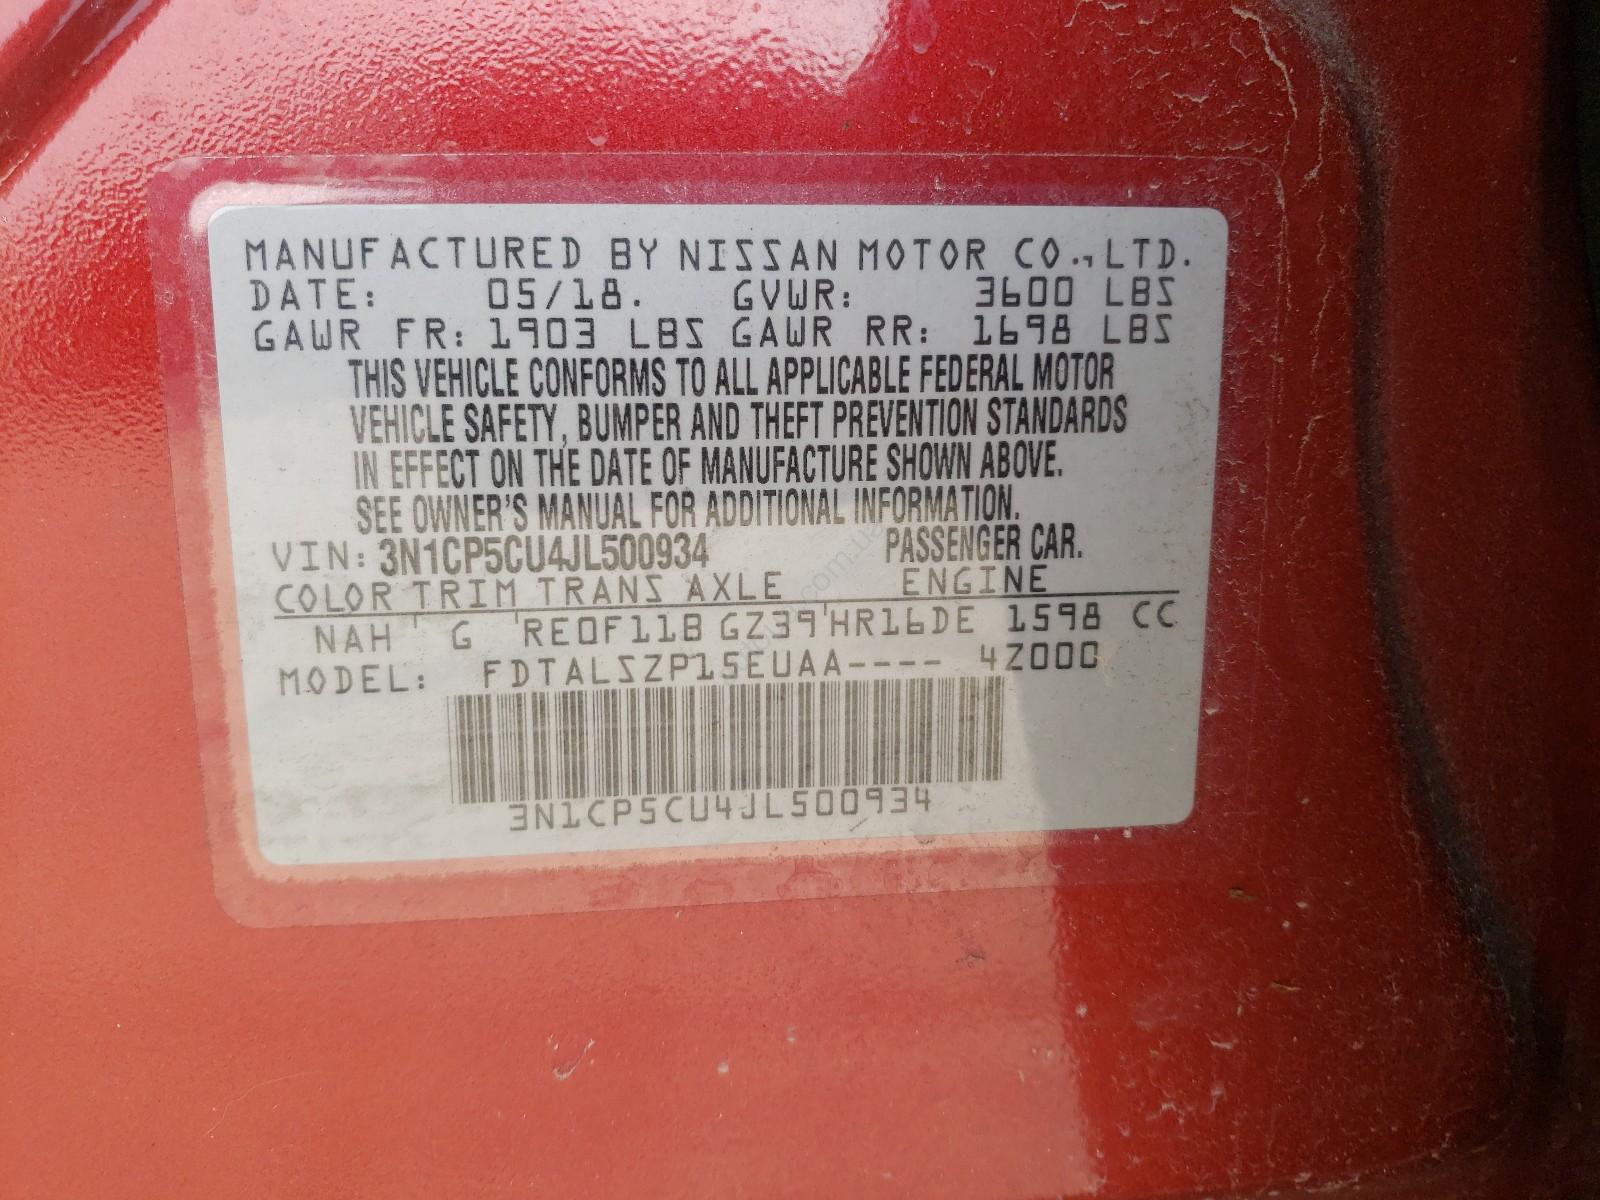 MANUFACTURED BY NISSAN MOTOR CO., LTD.
DATE: 05/18. GVWR: 3600 LBS
GAWR FR: 1903 LBS GAWR RR: 1698 LBS
THIS VEHICLE CONFORMS TO ALL APPLICABLE FEDERAL MOTOR
VEHICLE SAFETY, BUMPER AND THEFT PREVENTION STANDARDS
IN EFFECT ON THE DATE OF MANUFACTURE SHOWN ABOVE.
SEE OWNER'S MANUAL FOR ADDITIONAL INFORMATION.
VIN: 3N1CP5CU4JL500934 PASSENGER CAR.
COLOR TRIM TRANS AXLE ENGINE
NAH ' G 'RE0F11B GZ39'HR16DE 1598 CC
MODEL: FDTALSZP15EUAA---- 4Z000
3N1CP5CU4JL500934